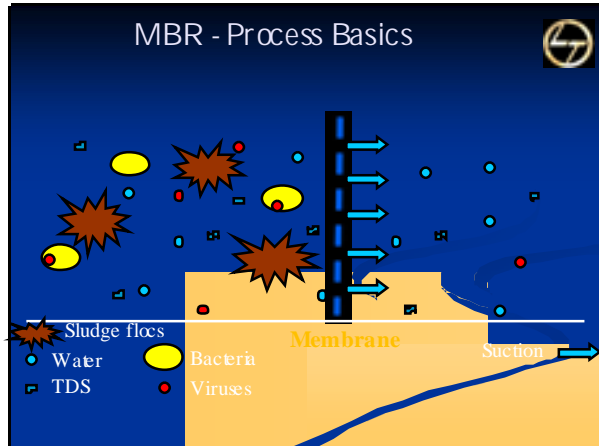 MBR - Process Basics
Membrane
Sludge flocs
Water
Bacteria
Suction
TDS
Viruses